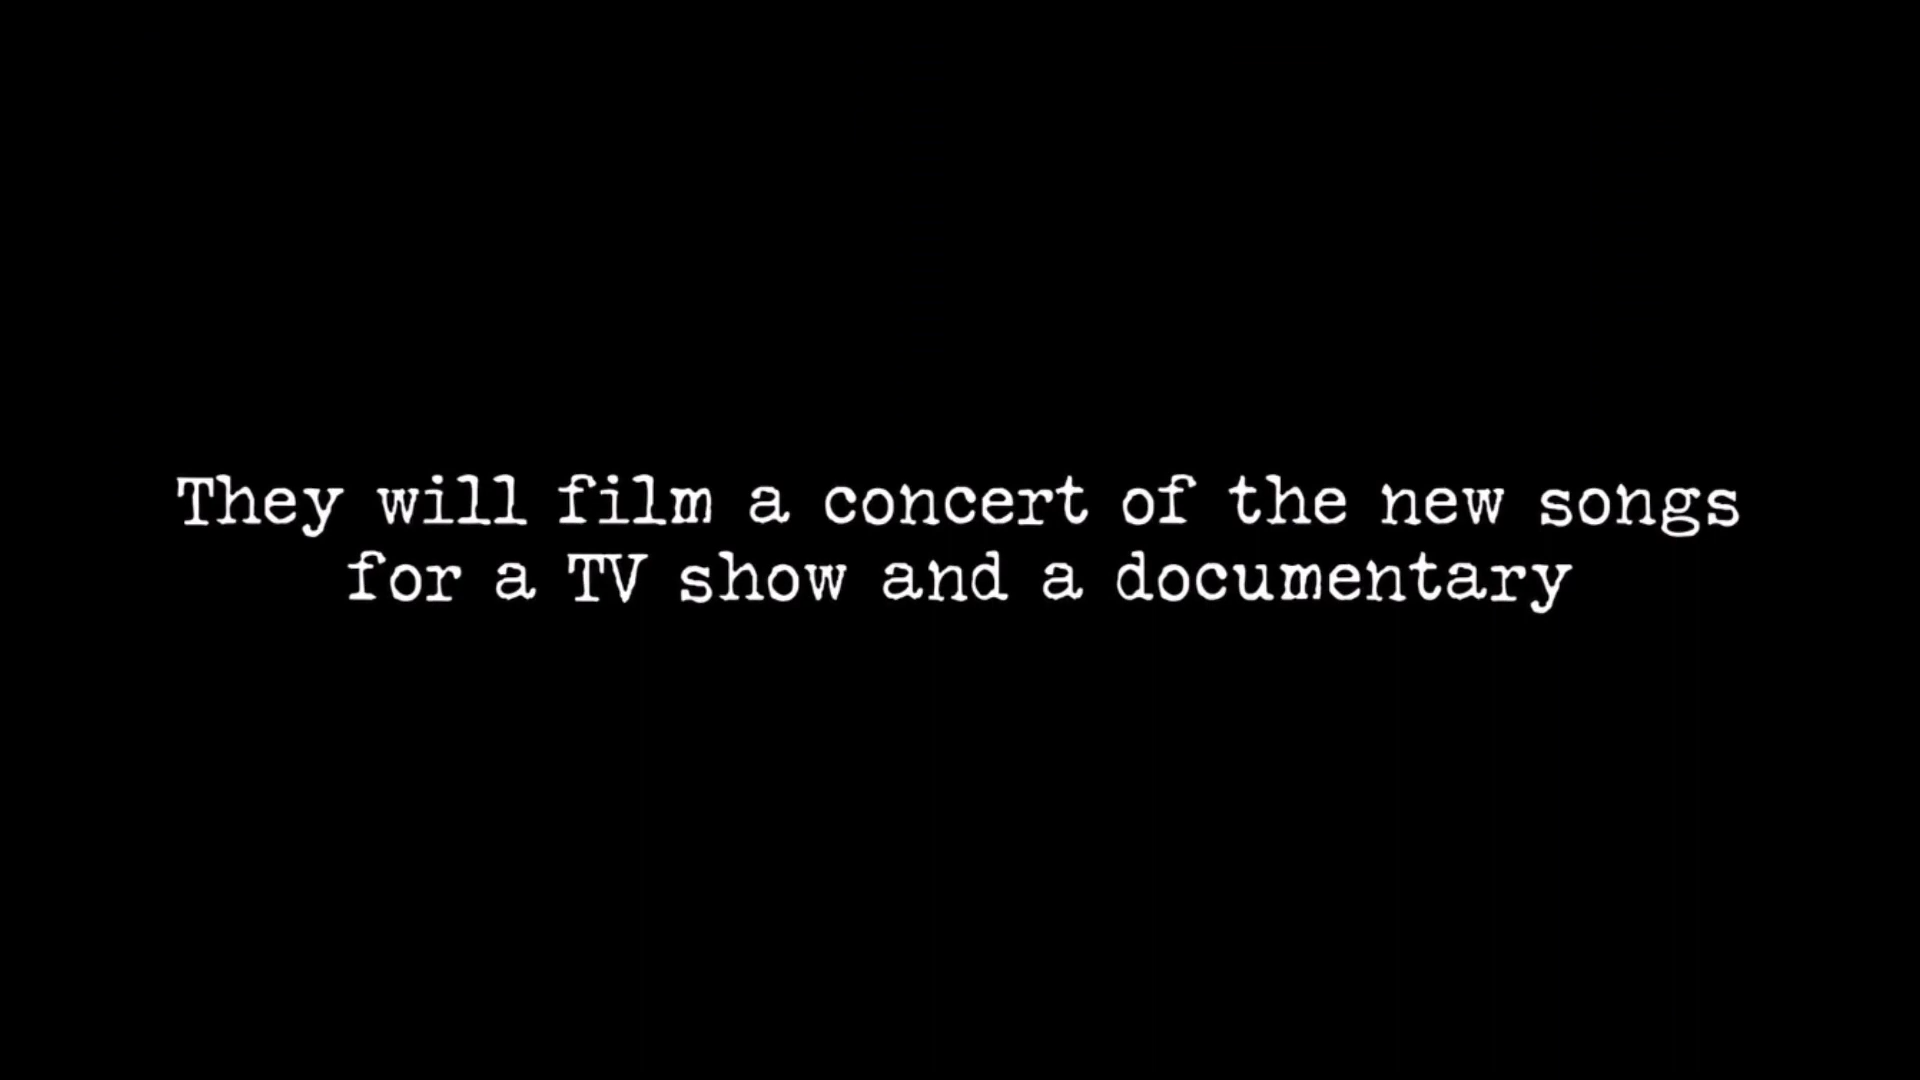 They will film a concert of the new songs
for a TV show and a documentary